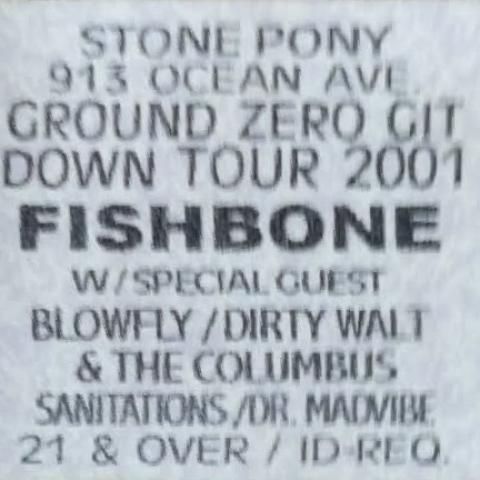 STONE PONY
913 OCEAN AVE.
GROUND ZERO GIT
DOWN TOUR 2001
FISHBONE
W/SPECIAL GUEST
BLOWFLY/DIRTY WALT
& THE COLUMBUS
SANITATIONS/DR. MADVIBE
21 & OVER / ID-REQ.